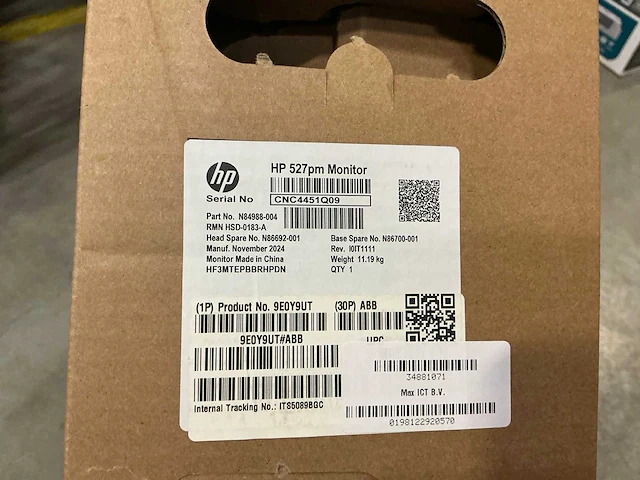 hp
HP 527pm Monitor
Serial No CNC4451Q09
Part No. N84988-004
RMN HSD-0183-A
Head Spare No. N86692-001 Base Spare No. N86700-001
Manuf. November 2024 Rev. I0IT1111
Monitor Made in China Weight 11.19 kg
HF3MTEPBBRHPDN QTY 1
(1P) Product No. 9E0Y9UT (30P) ABB
9E0Y9UT#ABB UPC
34881071
Max ICT B.V.
Internal Tracking No.: ITS5089BGC
0198122920570